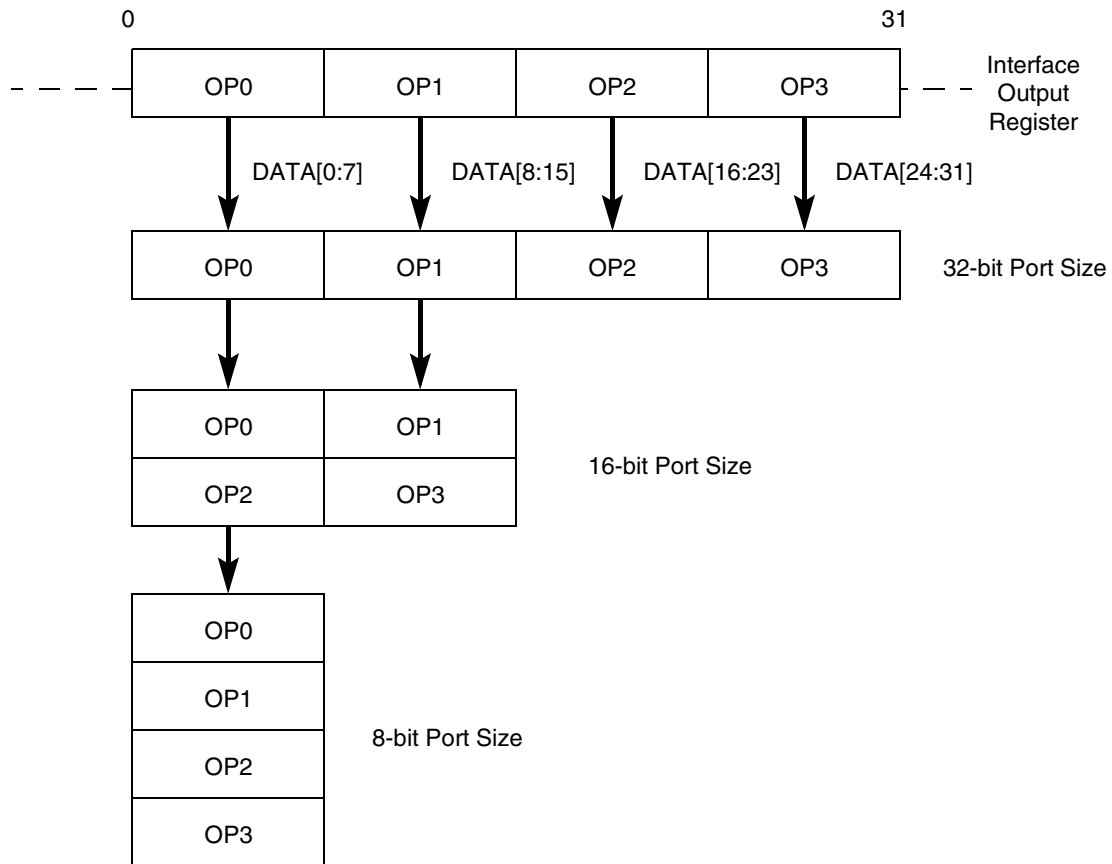 0 31
OP0 OP1 OP2 OP3
Interface
Output
Register
DATA[0:7] DATA[8:15] DATA[16:23] DATA[24:31]
OP0 OP1 OP2 OP3 32-bit Port Size
OP0 OP1
16-bit Port Size
OP2 OP3
OP0
OP1
8-bit Port Size
OP2
OP3